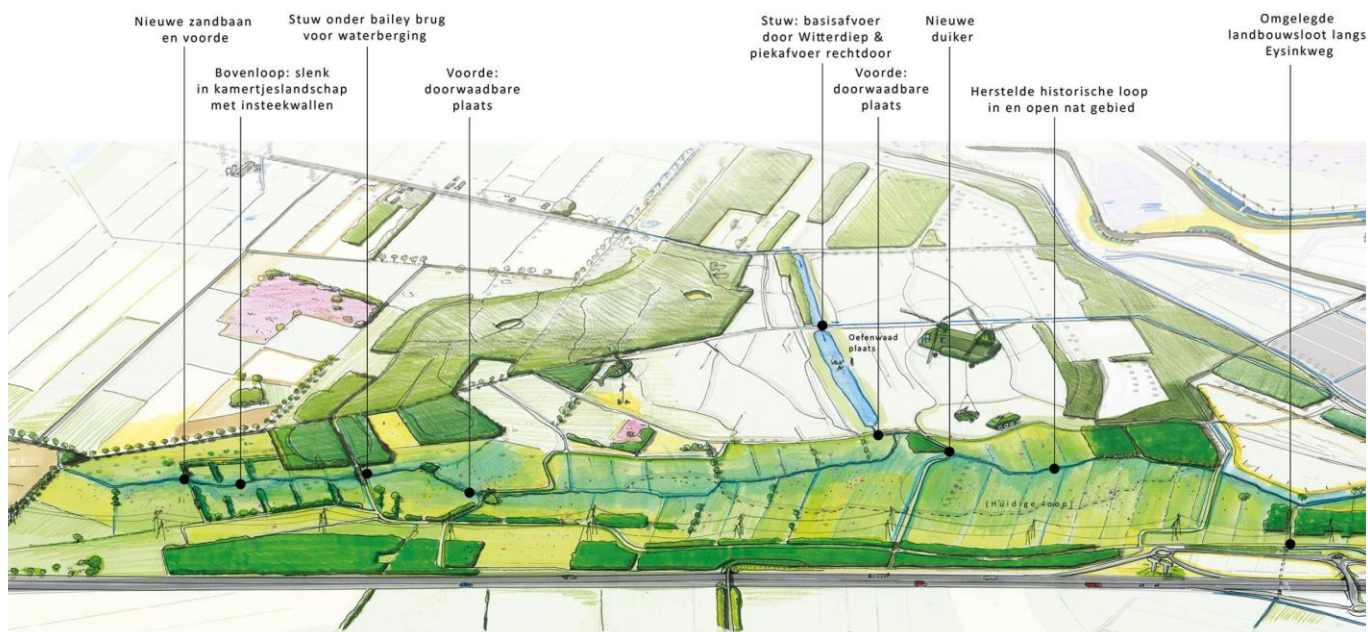 Nieuwe zandbaan
en voorde
Stuw onder bailey brug
voor waterberging
Bovenloop: slenk
in kamertjeslandschap
met insteekwallen
Voorde:
doorwaadbare
plaats
Stuw: basisafvoer
door Witterdiep &
piekafvoer rechtdoor
Voorde:
doorwaadbare
plaats
Nieuwe
duiker
Herstelde historische loop
in en open nat gebied
Omgelegde
landbouwsloot langs
Eysinkweg
Oefenwaad
plaats
(Huidige loop)